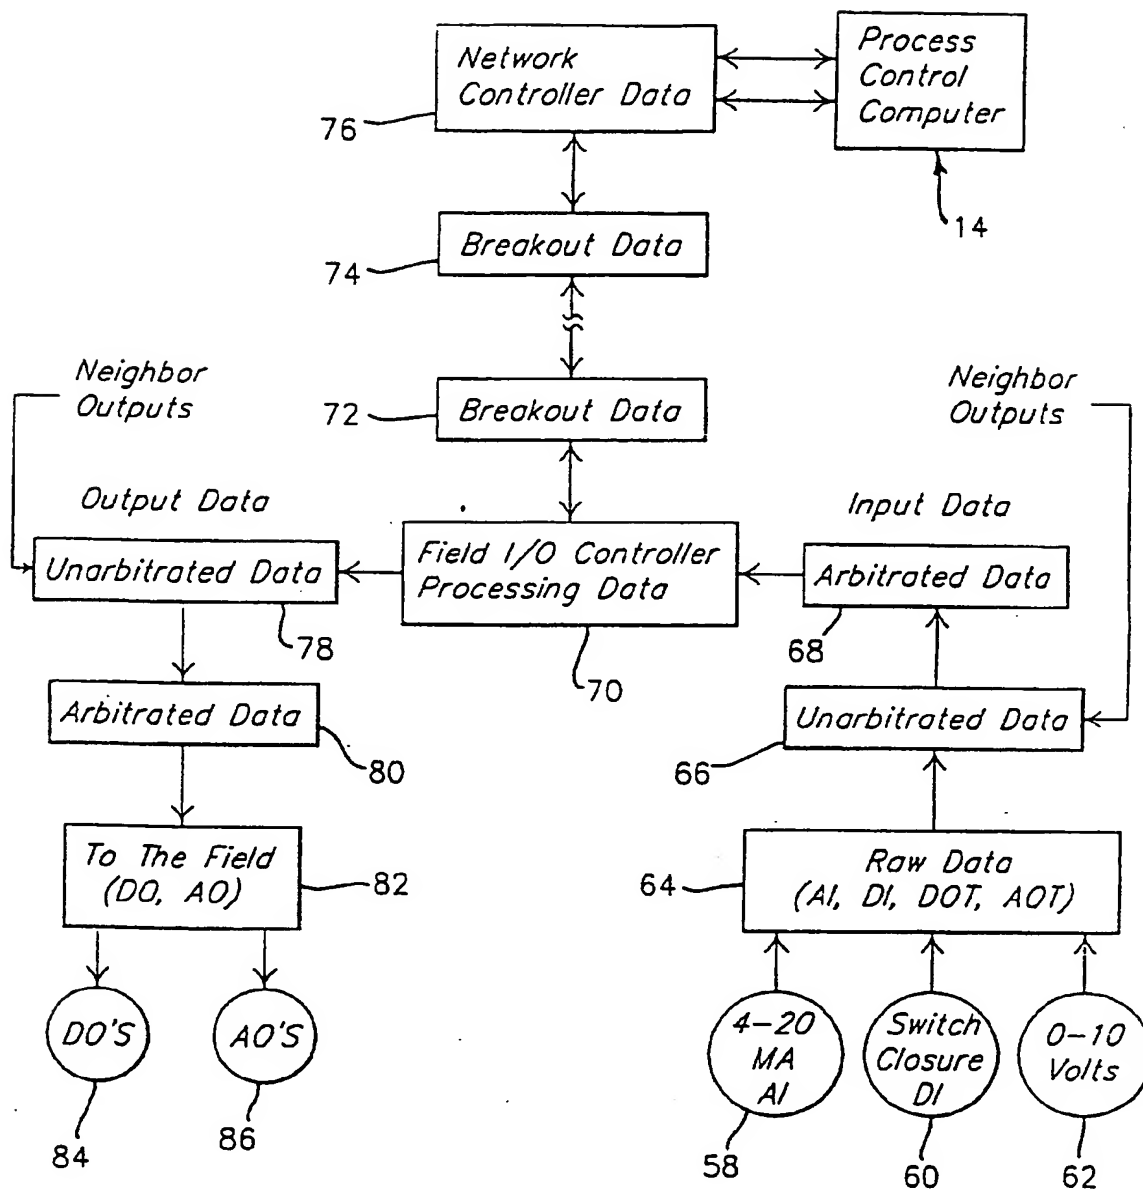 Network
Controller Data
76
Process
Control
Computer
14
Breakout Data
74
Neighbor
Outputs
Breakout Data
72
Neighbor
Outputs
Output Data
Input Data
Unarbitrated Data
78
Field I/O Controller
Processing Data
70
Arbitrated Data
68
Arbitrated Data
80
Unarbitrated Data
66
To The Field
(DO, AO)
82
Raw Data
(AI, DI, DOT, AOT)
64
DO'S
84
AO'S
86
4-20
MA
AI
58
Switch
Closure
DI
60
0-10
Volts
62